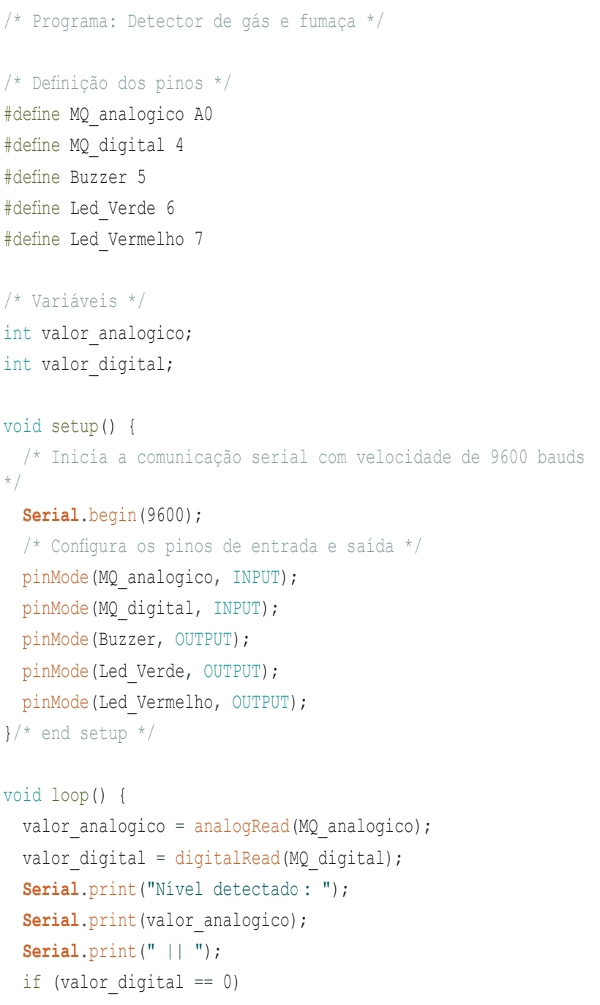 /* Programa: Detector de gás e fumaça */

/* Definição dos pinos */
#define MQ_analogico A0
#define MQ_digital 4
#define Buzzer 5
#define Led_Verde 6
#define Led_Vermelho 7

/* Variáveis */
int valor_analogico;
int valor_digital;

void setup() {
  /* Inicia a comunicação serial com velocidade de 9600 bauds
*/
  Serial.begin(9600);
  /* Configura os pinos de entrada e saída */
  pinMode(MQ_analogico, INPUT);
  pinMode(MQ_digital, INPUT);
  pinMode(Buzzer, OUTPUT);
  pinMode(Led_Verde, OUTPUT);
  pinMode(Led_Vermelho, OUTPUT);
}/* end setup */

void loop() {
  valor_analogico = analogRead(MQ_analogico);
  valor_digital = digitalRead(MQ_digital);
  Serial.print("Nível detectado: ");
  Serial.print(valor_analogico);
  Serial.print(" || ");
  if (valor_digital == 0)